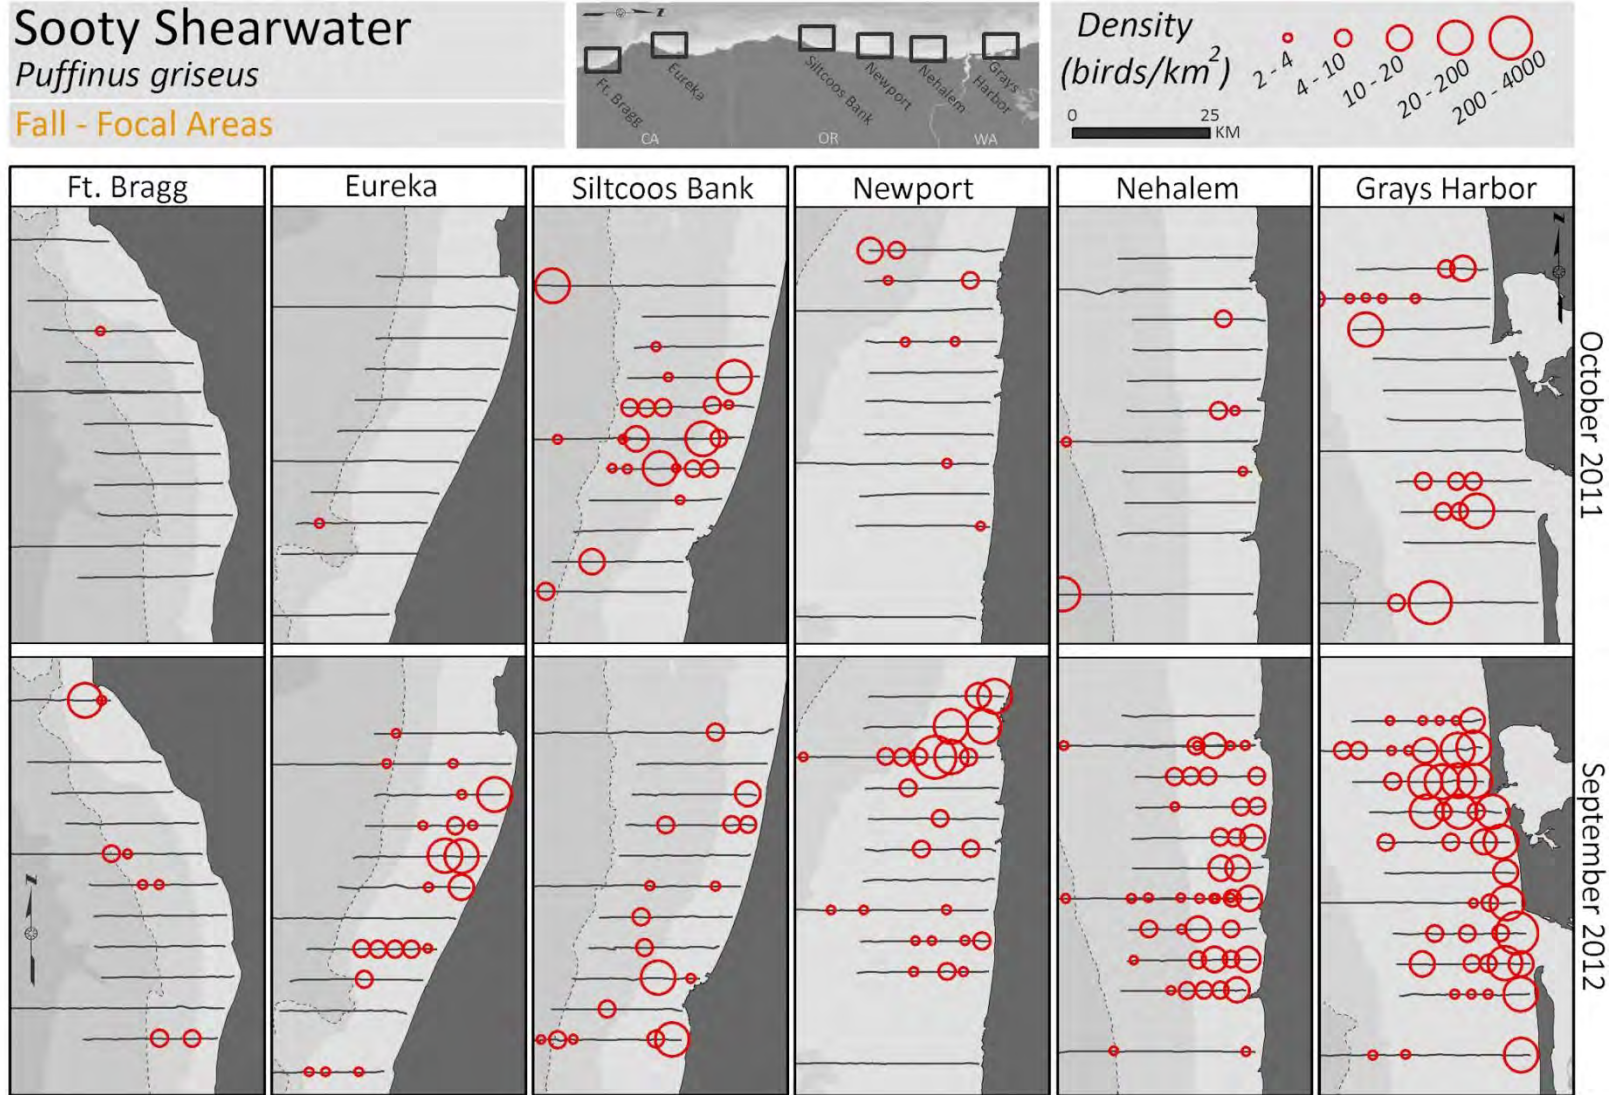 Sooty Shearwater
Puffinus griseus
Fall - Focal Areas
Z
Ft. Bragg
Eureka
Siltcoos Bank
Newport
Nehalem
Grays Harbor
CA
OR
WA
Density
(birds/km²)
2 - 4
4 - 10
10 - 20
20 - 200
200 - 4000
0 25
KM
Ft. Bragg
Eureka
Siltcoos Bank
Newport
Nehalem
Grays Harbor
Z
October 2011
Z
September 2012